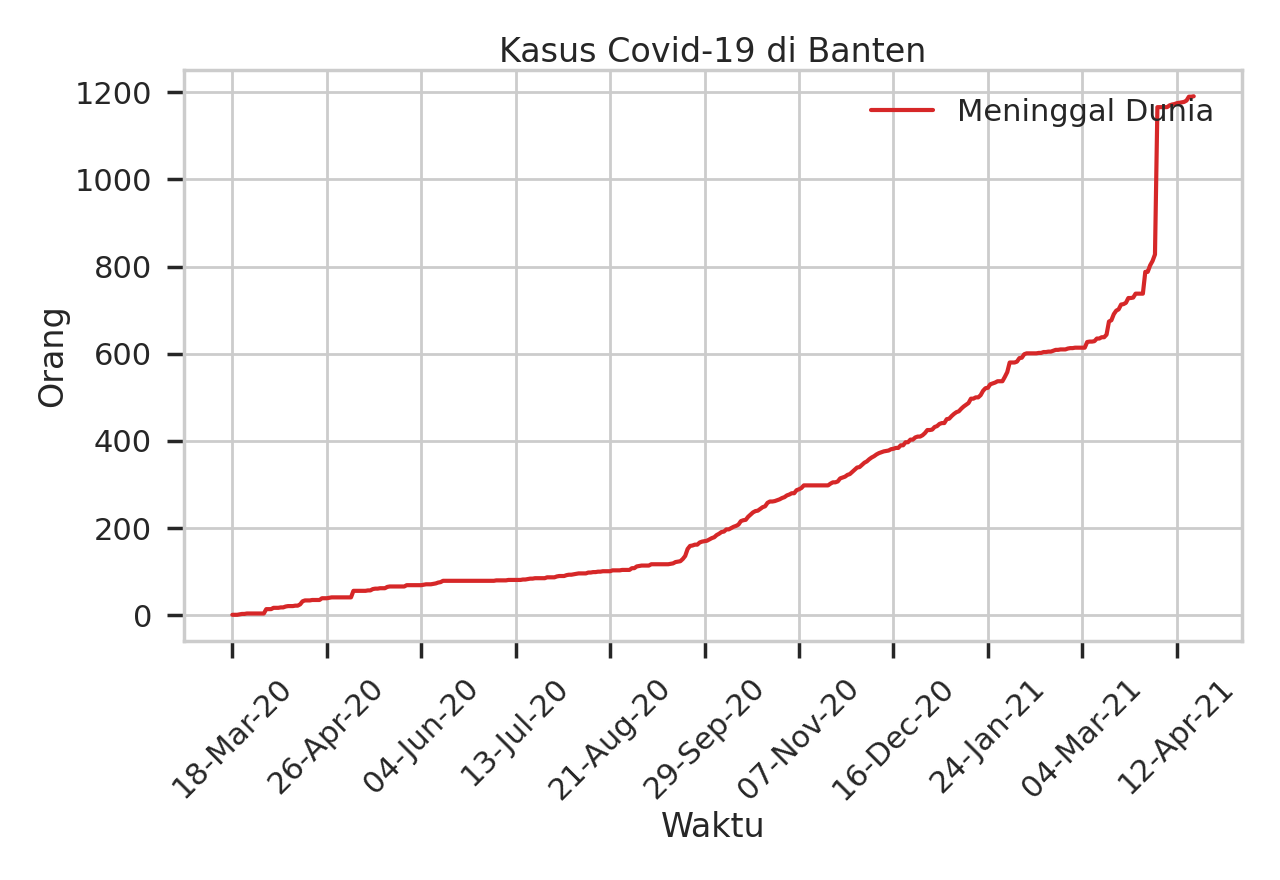 Kasus Covid-19 di Banten
Meninggal Dunia
1200
1000
800
600
400
200
0
Orang
18-Mar-20
26-Apr-20
04-Jun-20
13-Jul-20
21-Aug-20
29-Sep-20
07-Nov-20
16-Dec-20
24-Jan-21
04-Mar-21
12-Apr-21
Waktu